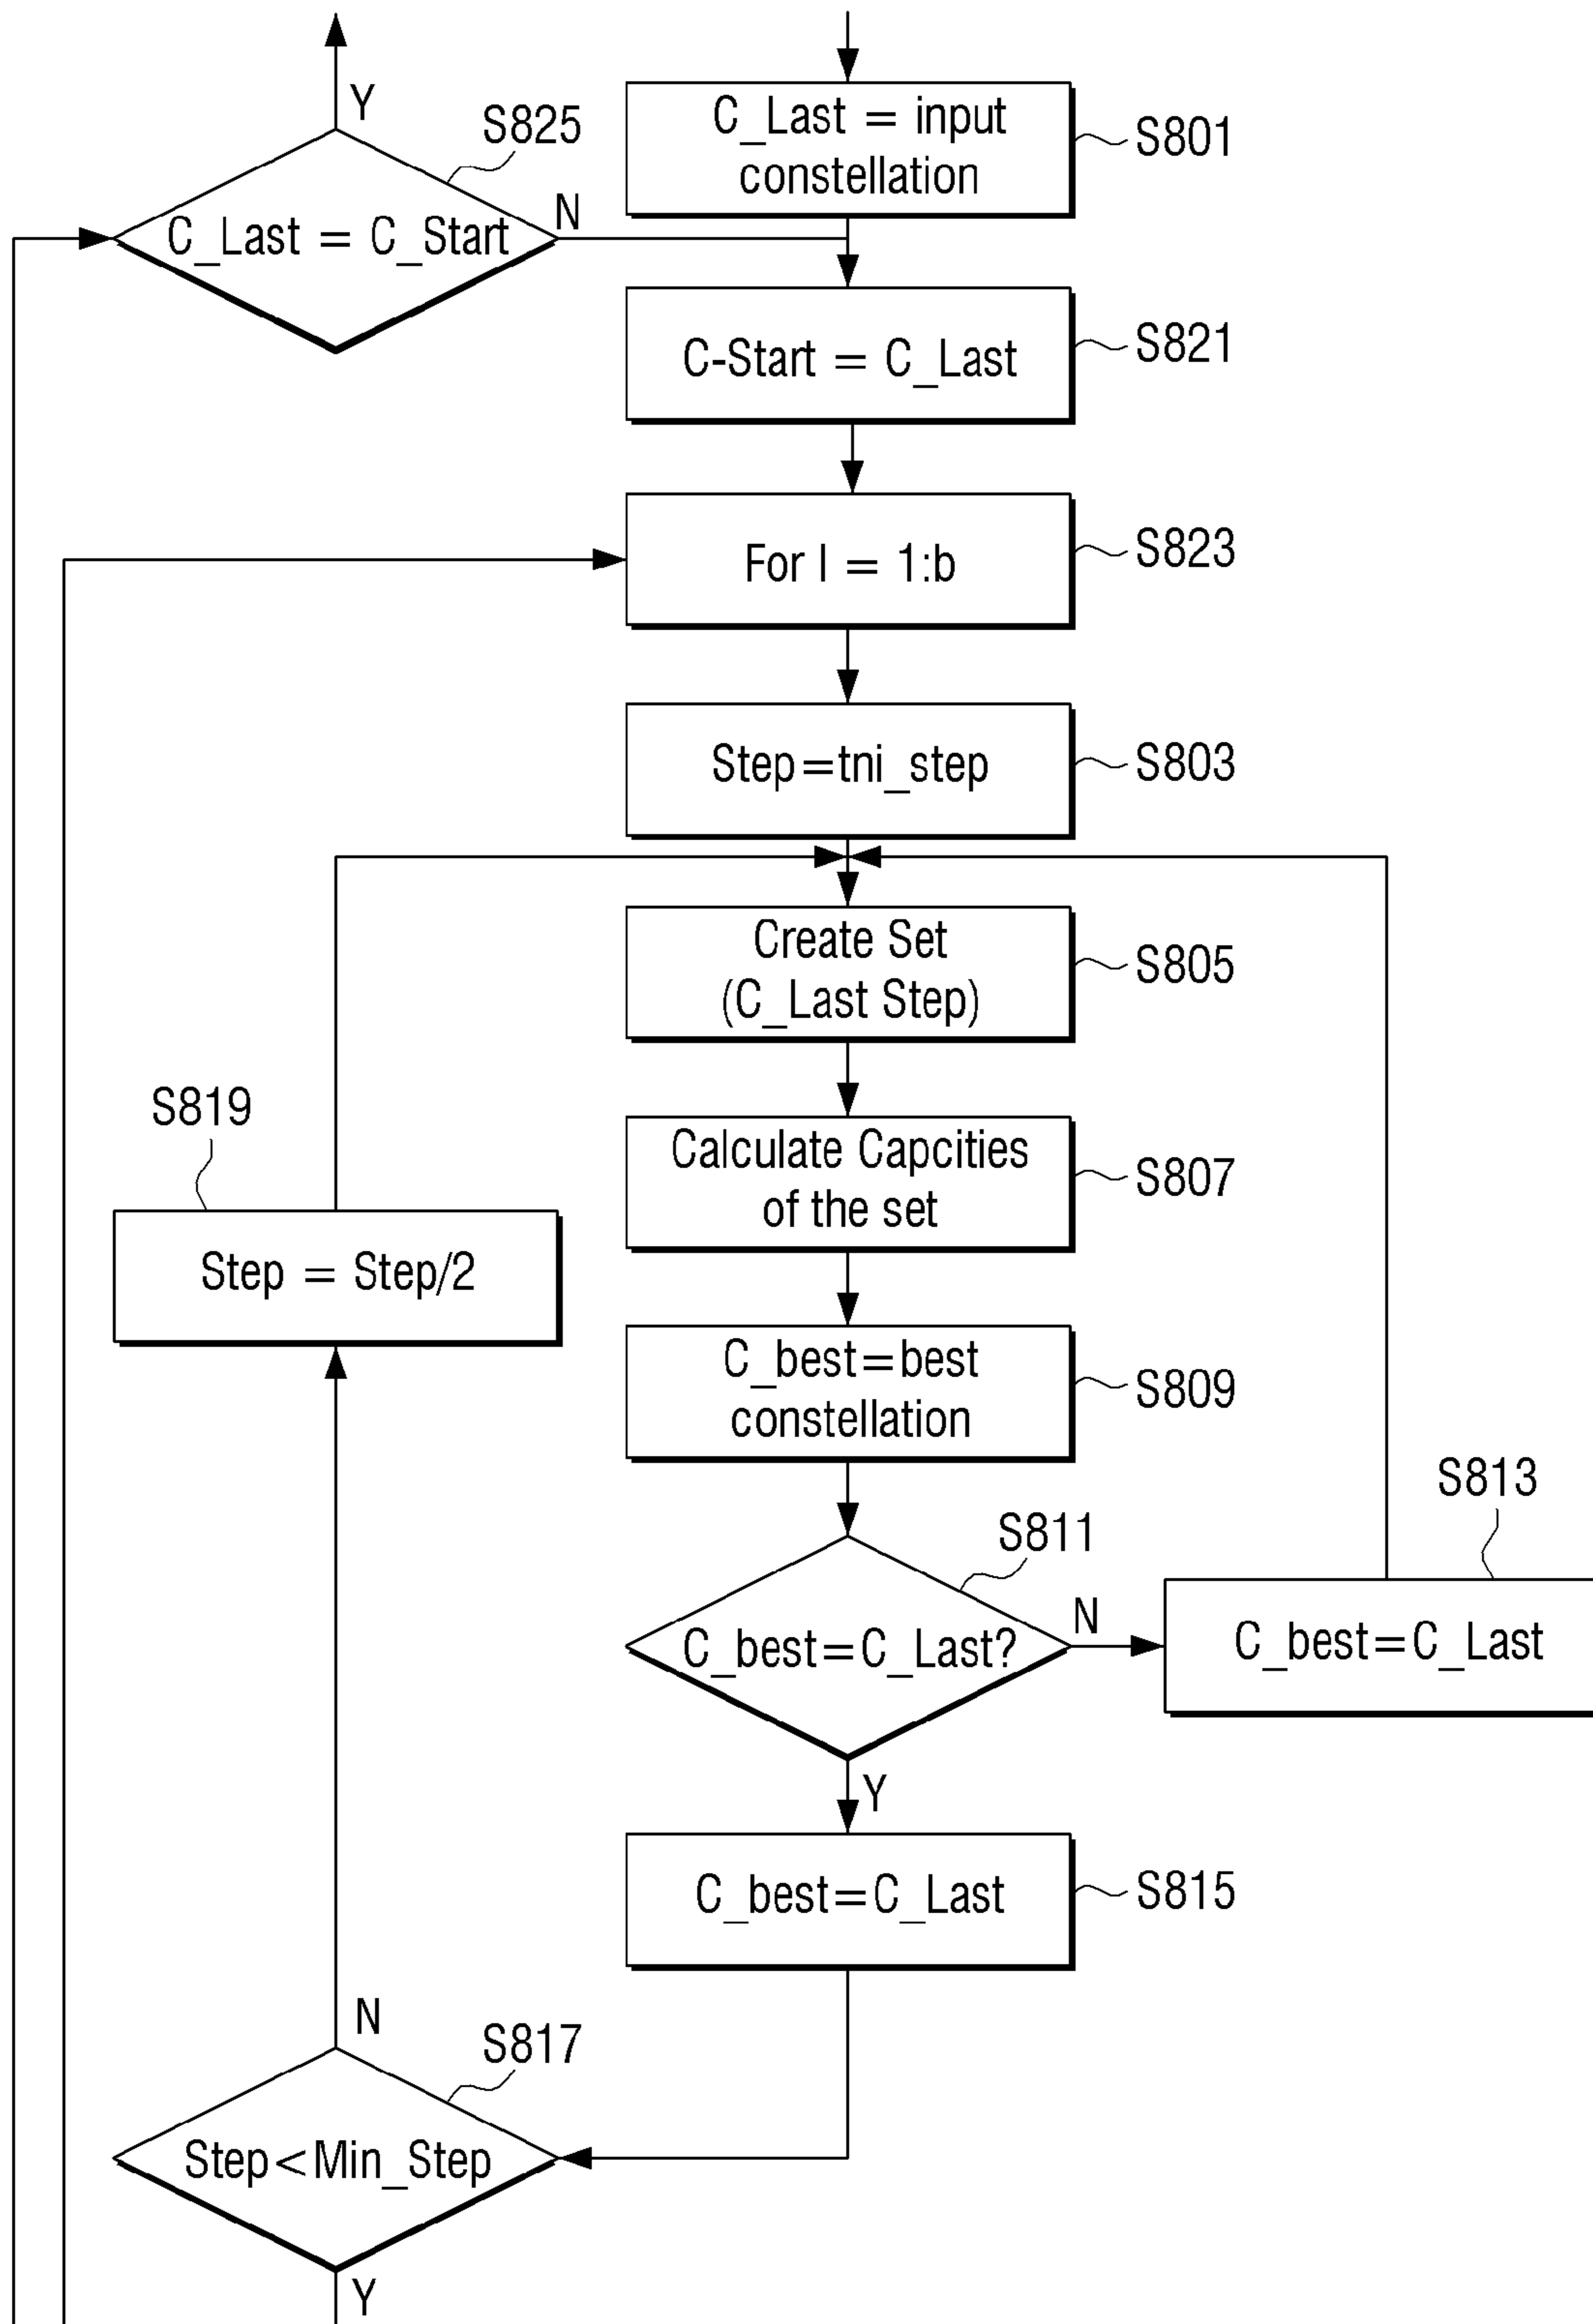 Y
S825
C_Last = C_Start
N
C_Last = input
constellation
S801
C-Start = C_Last
S821
For I = 1:b
S823
Step=tni_step
S803
Create Set
(C_Last Step)
S805
Calculate Capcities
of the set
S807
S819
Step = Step/2
C_best=best
constellation
S809
S811
C_best=C_Last?
N
S813
C_best=C_Last
Y
C_best=C_Last
S815
N
S817
Step<Min_Step
Y